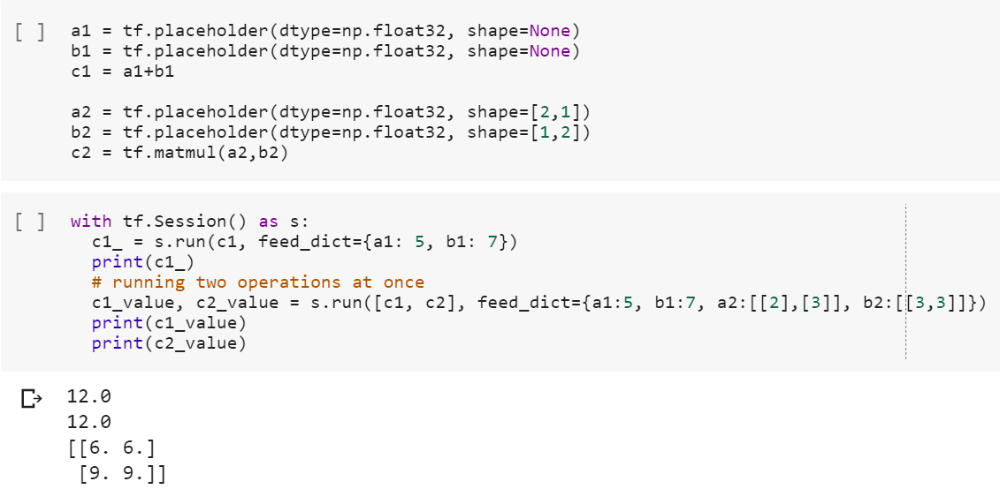 [ ] a1 = tf.placeholder(dtype=np.float32, shape=None)
b1 = tf.placeholder(dtype=np.float32, shape=None)
c1 = a1+b1
a2 = tf.placeholder(dtype=np.float32, shape=[2,1])
b2 = tf.placeholder(dtype=np.float32, shape=[1,2])
c2 = tf.matmul(a2,b2)
[ ] with tf.Session() as s:
c1_ = s.run(c1, feed_dict={a1: 5, b1: 7})
print(c1_)
# running two operations at once
c1_value, c2_value = s.run([c1, c2], feed_dict={a1:5, b1:7, a2:[[2],[3]], b2:[[3,3]]})
print(c1_value)
print(c2_value)
12.0
12.0
[[6. 6.]
[9. 9.]]